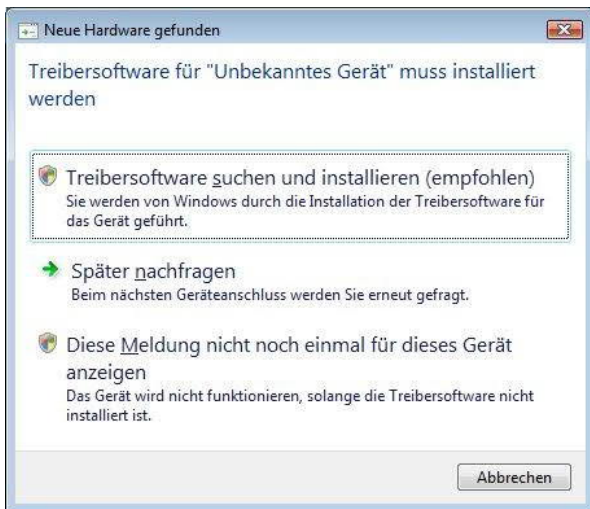 Neue Hardware gefunden
Treibersoftware für "Unbekanntes Gerät" muss installiert
werden
Treibersoftware suchen und installieren (empfohlen)
Sie werden von Windows durch die Installation der Treibersoftware für
das Gerät geführt.
Später nachfragen
Beim nächsten Geräteanschluss werden Sie erneut gefragt.
Diese Meldung nicht noch einmal für dieses Gerät
anzeigen
Das Gerät wird nicht funktionieren, solange die Treibersoftware nicht
installiert ist.
Abbrechen